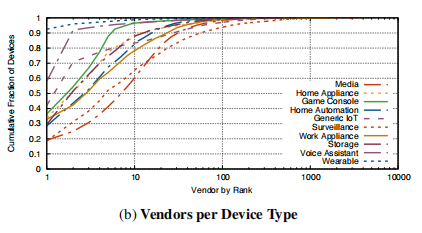 1
0.9
0.8
0.7
0.6
0.5
0.4
0.3
0.2
0.1
0
Cumulative Fraction of Devices
Media
Home Appliance
Game Console
Home Automation
Generic IoT
Surveillance
Work Appliance
Storage
Voice Assistant
Wearable
1 10 100 1000 10000
Vendor by Rank
(b) Vendors per Device Type